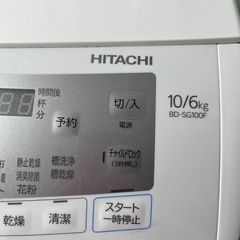 HITACHI
10/6kg
BD-SG100F
時間後
杯
分
予約
切/入
電源
チャイルドロック
(3秒押し)
静止乾燥
消臭除菌
花粉
槽洗浄
槽乾燥
乾燥
清潔
スタート
一時停止